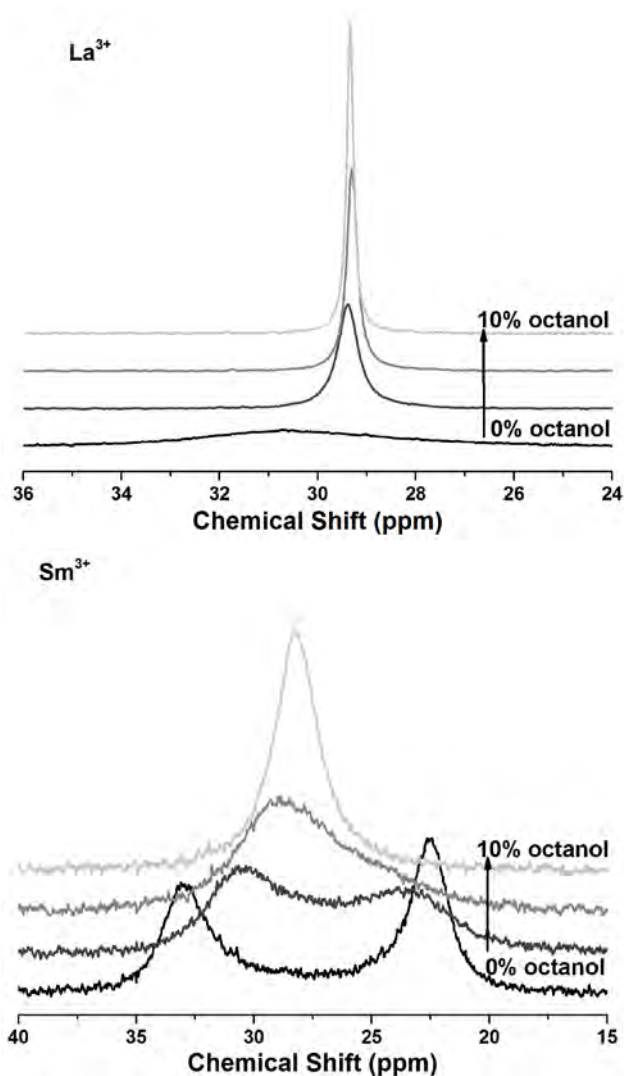 La³⁺
10% octanol
0% octanol
36 34 32 30 28 26 24
Chemical Shift (ppm)
Sm³⁺
10% octanol
0% octanol
40 35 30 25 20 15
Chemical Shift (ppm)